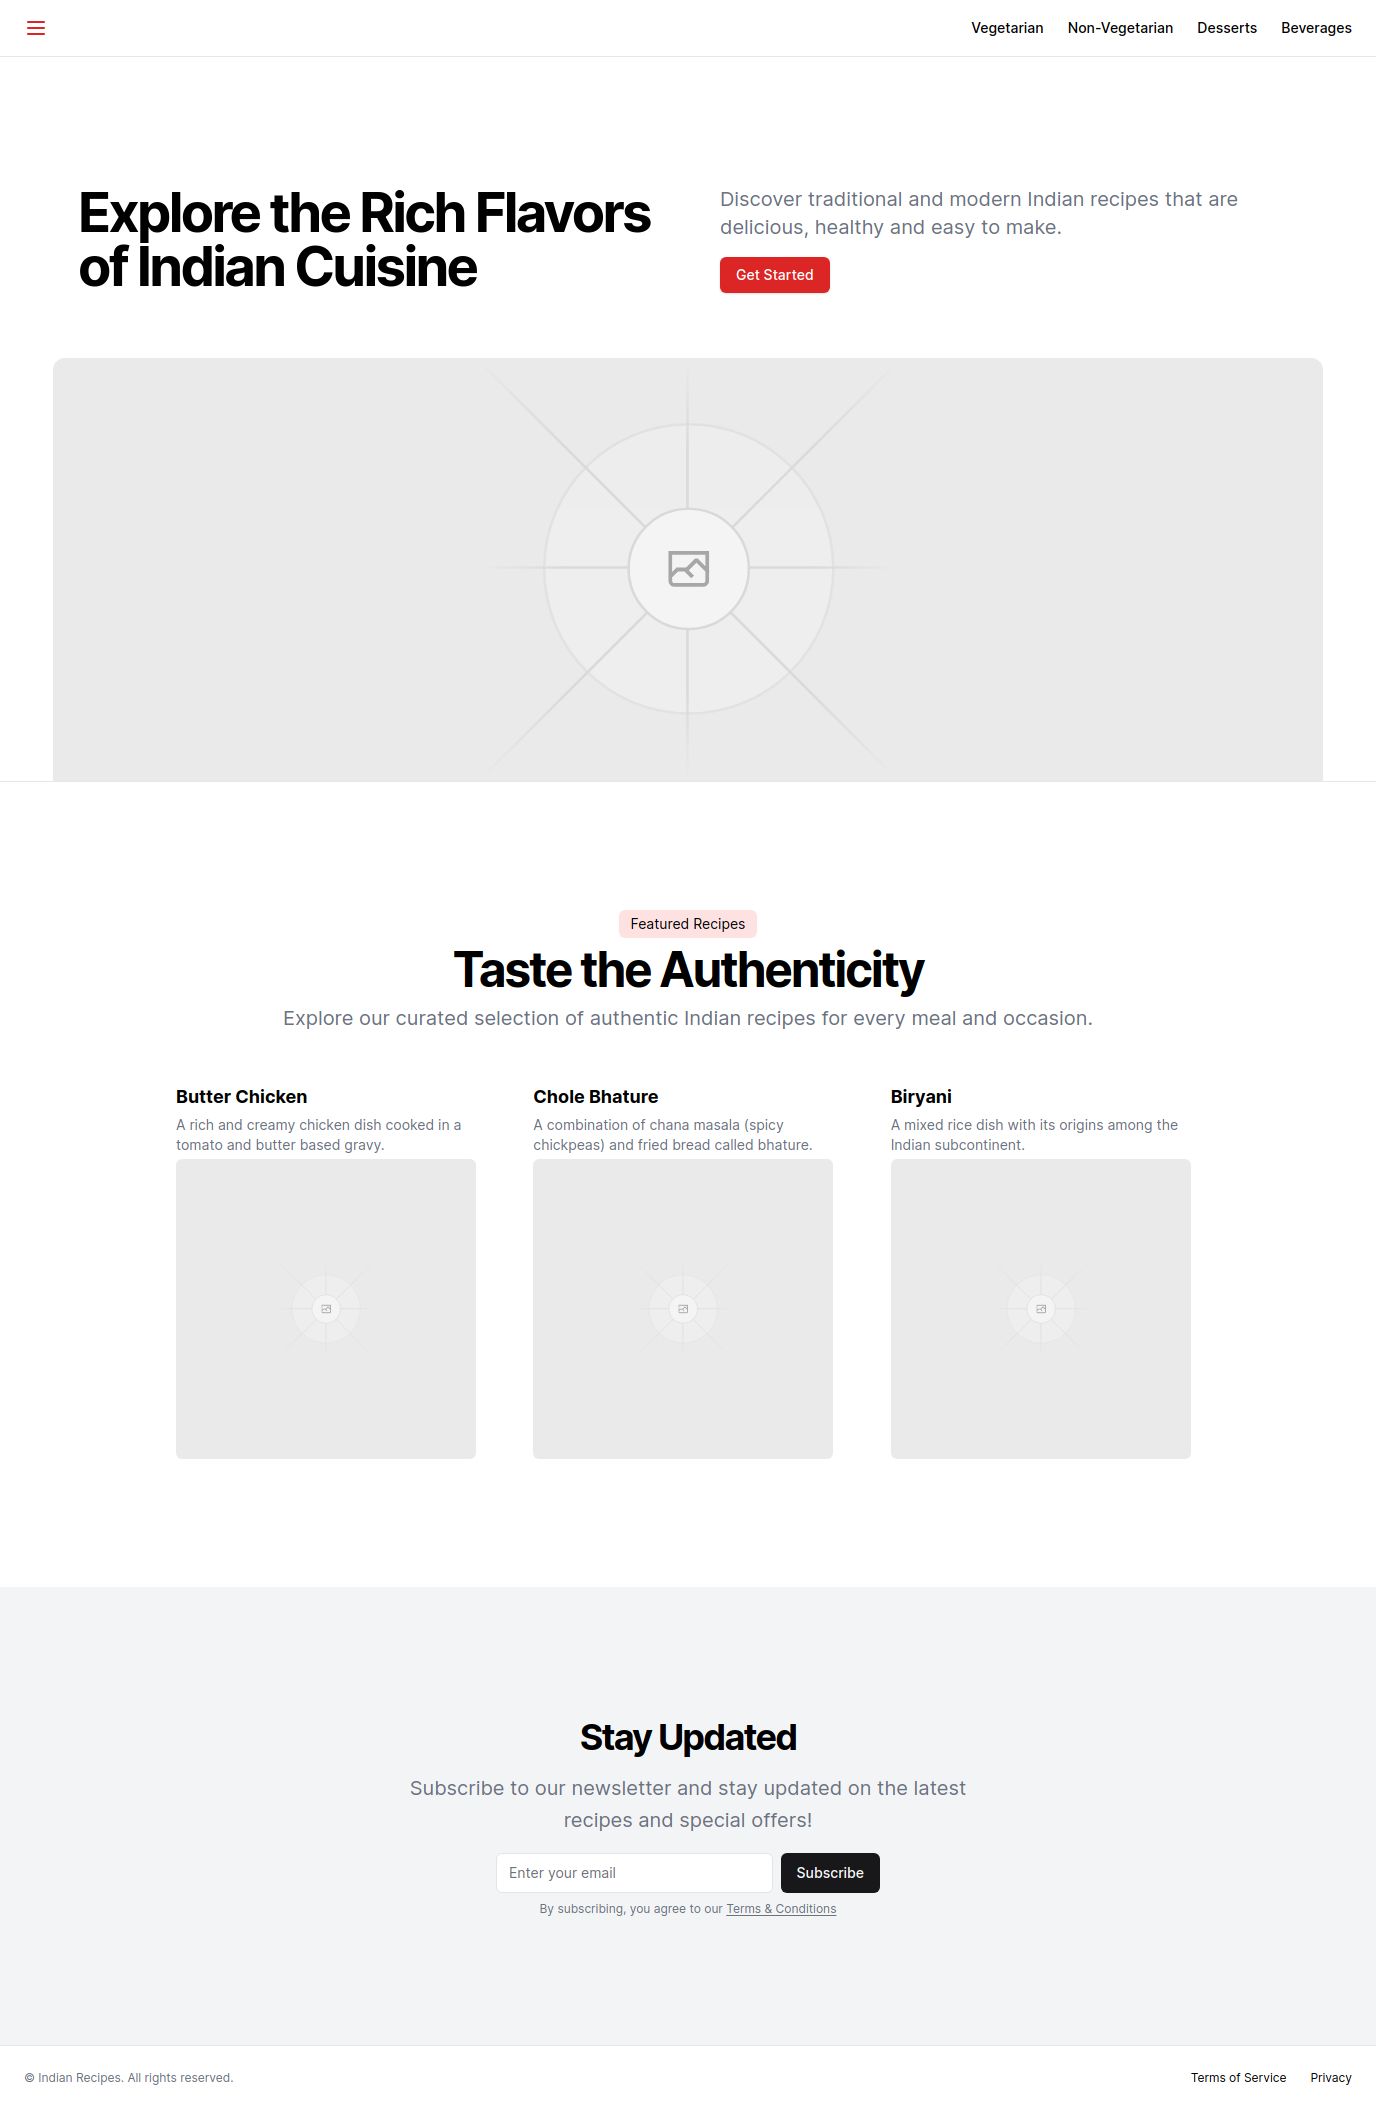 Vegetarian Non-Vegetarian Desserts Beverages
Explore the Rich Flavors
of Indian Cuisine
Discover traditional and modern Indian recipes that are
delicious, healthy and easy to make.
Get Started
Featured Recipes
Taste the Authenticity
Explore our curated selection of authentic Indian recipes for every meal and occasion.
Butter Chicken
A rich and creamy chicken dish cooked in a
tomato and butter based gravy.
Chole Bhature
A combination of chana masala (spicy
chickpeas) and fried bread called bhature.
Biryani
A mixed rice dish with its origins among the
Indian subcontinent.
Stay Updated
Subscribe to our newsletter and stay updated on the latest
recipes and special offers!
Enter your email
Subscribe
By subscribing, you agree to our Terms & Conditions
© Indian Recipes. All rights reserved.
Terms of Service Privacy